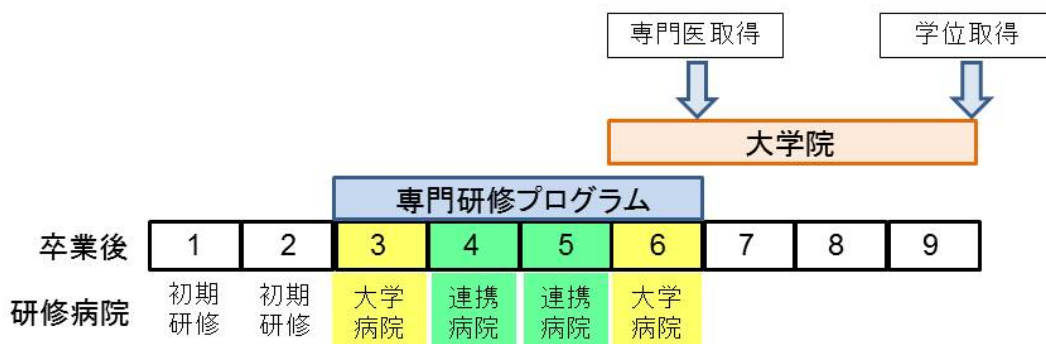 専門医取得 学位取得
大学院
専門研修プログラム
卒業後 1 2 3 4 5 6 7 8 9
研修病院 初期 初期 大学 連携 連携 大学
研修 研修 病院 病院 病院 病院